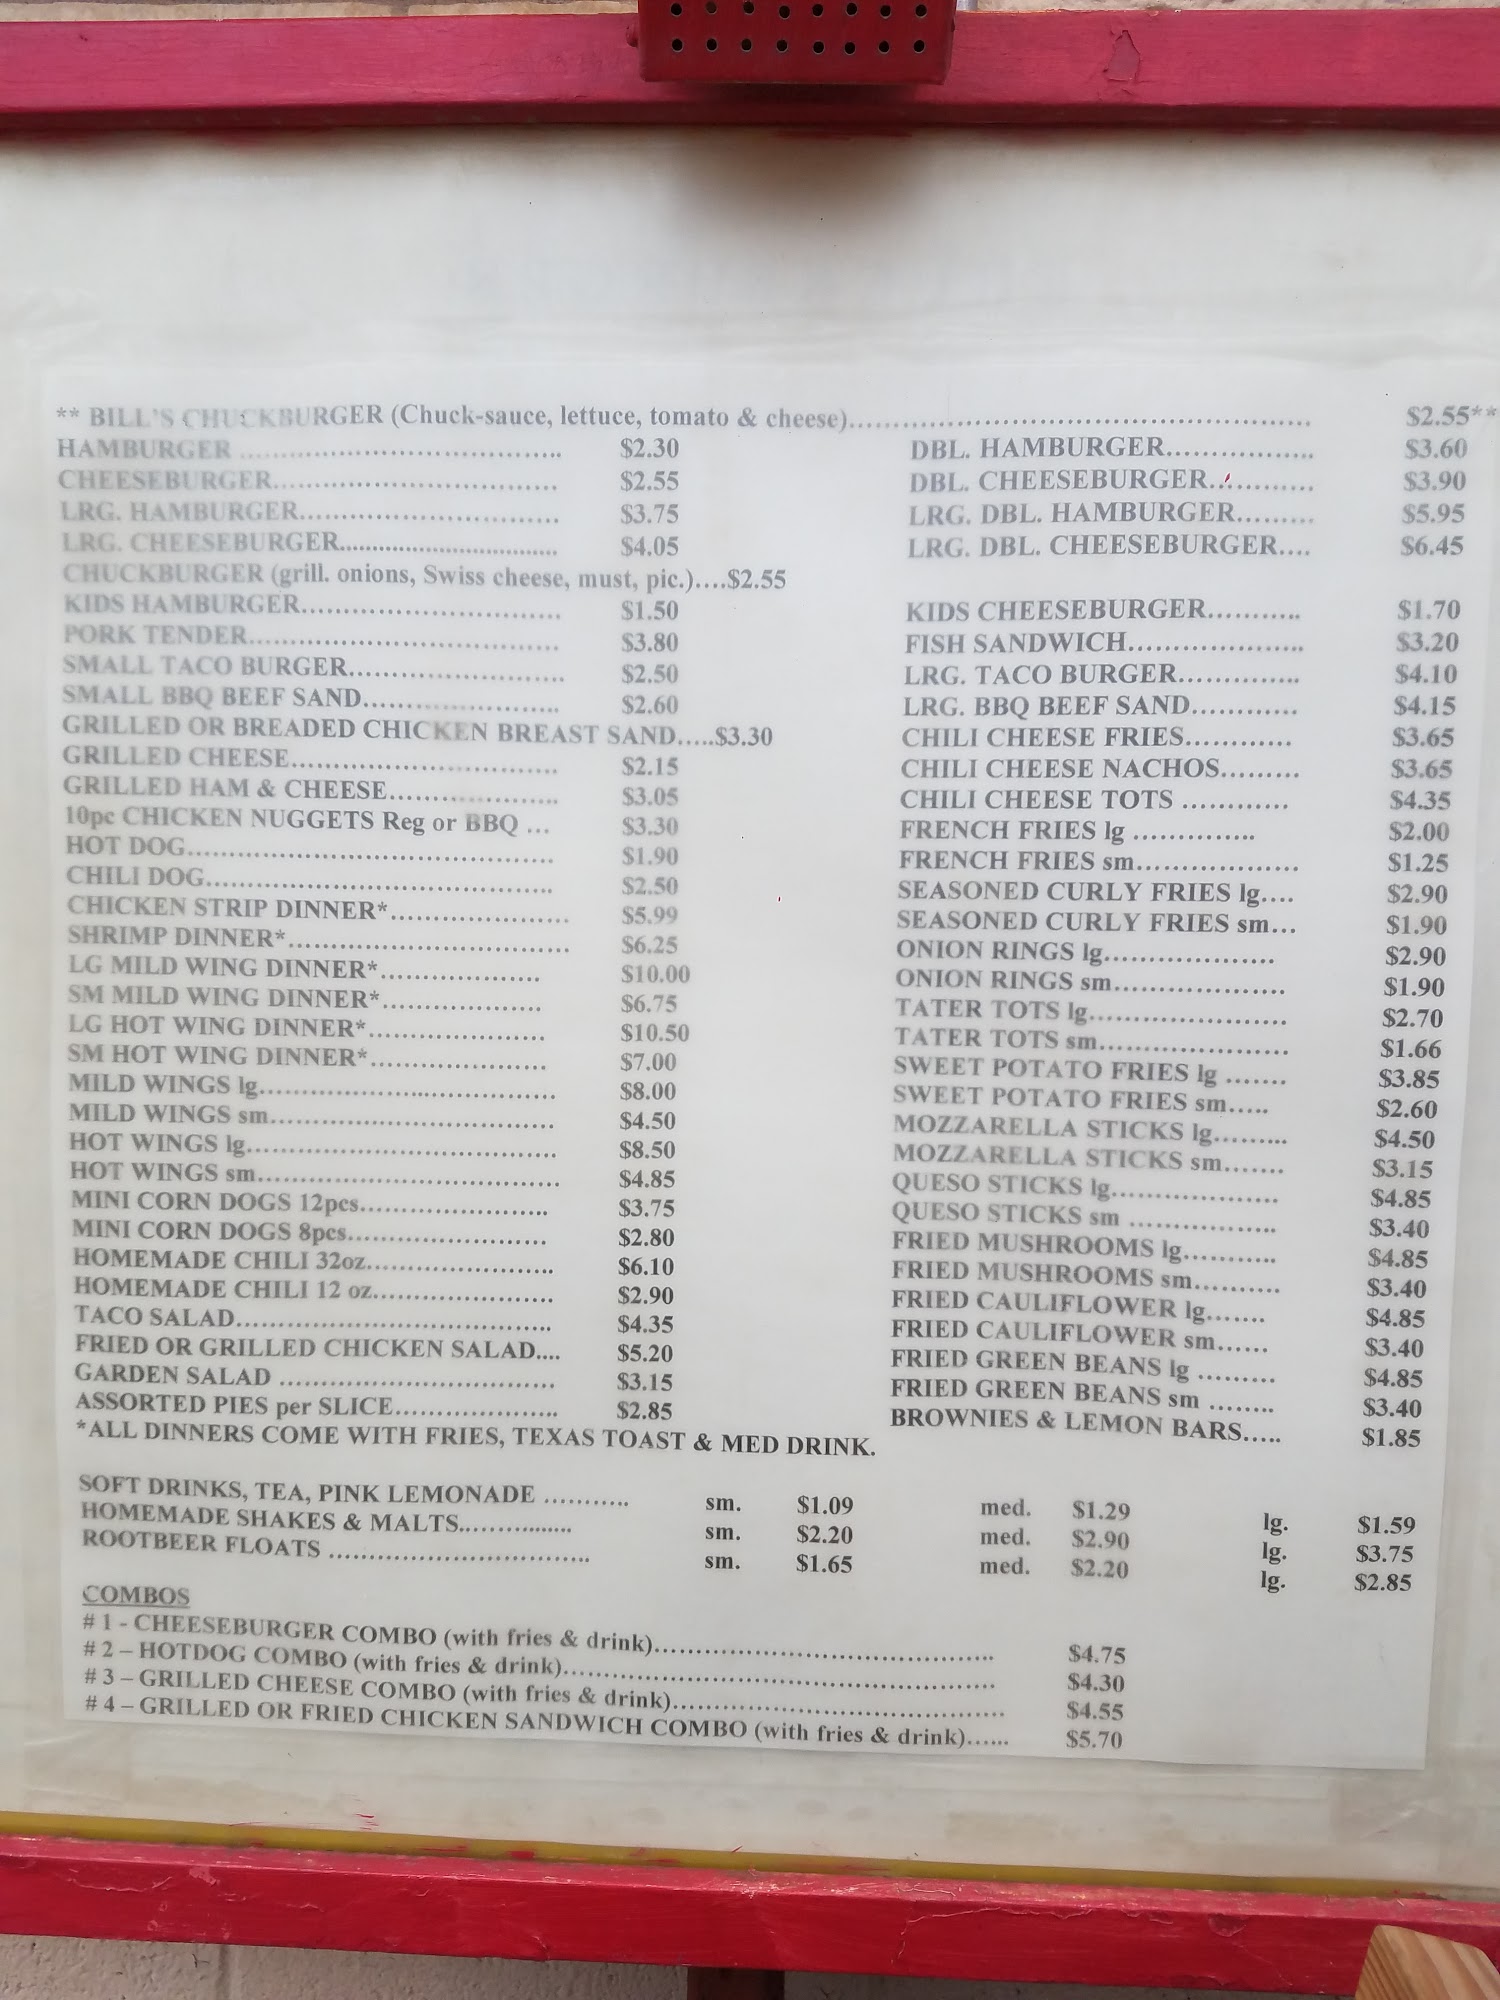 ** BILL'S CHUCKBURGER (Chuck-sauce, lettuce, tomato & cheese)........................................................ $2.55**
HAMBURGER ........................................ $2.30 DBL. HAMBURGER.................. $3.60
CHEESEBURGER.................................... $2.55 DBL. CHEESEBURGER............. $3.90
LRG. HAMBURGER................................. $3.75 LRG. DBL. HAMBURGER......... $5.95
LRG. CHEESEBURGER................................... $4.05 LRG. DBL. CHEESEBURGER.... $6.45
CHUCKBURGER (grill. onions, Swiss cheese, must, pic.)....$2.55
KIDS HAMBURGER................................. $1.50 KIDS CHEESEBURGER............ $1.70
PORK TENDER....................................... $3.80 FISH SANDWICH...................... $3.20
SMALL TACO BURGER........................... $2.50 LRG. TACO BURGER............... $4.10
SMALL BBQ BEEF SAND......................... $2.60 LRG. BBQ BEEF SAND............. $4.15
GRILLED OR BREADED CHICKEN BREAST SAND.....$3.30 CHILI CHEESE FRIES............. $3.65
GRILLED CHEESE.................................. $2.15 CHILI CHEESE NACHOS.......... $3.65
GRILLED HAM & CHEESE..................... $3.05 CHILI CHEESE TOTS ............. $4.35
10pc CHICKEN NUGGETS Reg or BBQ ... $3.30 FRENCH FRIES lg ............... $2.00
HOT DOG.............................................. $1.90 FRENCH FRIES sm.................... $1.25
CHILI DOG........................................... $2.50 SEASONED CURLY FRIES lg.... $2.90
CHICKEN STRIP DINNER*...................... $5.99 SEASONED CURLY FRIES sm... $1.90
SHRIMP DINNER*................................... $6.25 ONION RINGS lg..................... $2.90
LG MILD WING DINNER*.................... $10.00 ONION RINGS sm..................... $1.90
SM MILD WING DINNER*.................... $6.75 TATER TOTS lg........................ $2.70
LG HOT WING DINNER*...................... $10.50 TATER TOTS sm....................... $1.66
SM HOT WING DINNER*...................... $7.00 SWEET POTATO FRIES lg ....... $3.85
MILD WINGS lg..................................... $8.00 SWEET POTATO FRIES sm..... $2.60
MILD WINGS sm................................... $4.50 MOZZARELLA STICKS lg......... $4.50
HOT WINGS lg...................................... $8.50 MOZZARELLA STICKS sm....... $3.15
HOT WINGS sm..................................... $4.85 QUESO STICKS lg.................... $4.85
MINI CORN DOGS 12pcs....................... $3.75 QUESO STICKS sm .................. $3.40
MINI CORN DOGS 8pcs......................... $2.80 FRIED MUSHROOMS lg............ $4.85
HOMEMADE CHILI 32oz....................... $6.10 FRIED MUSHROOMS sm........... $3.40
HOMEMADE CHILI 12 oz...................... $2.90 FRIED CAULIFLOWER lg....... $4.85
TACO SALAD........................................ $4.35 FRIED CAULIFLOWER sm...... $3.40
FRIED OR GRILLED CHICKEN SALAD.... $5.20 FRIED GREEN BEANS lg .......... $4.85
GARDEN SALAD ................................... $3.15 FRIED GREEN BEANS sm ........ $3.40
ASSORTED PIES per SLICE.................... $2.85 BROWNIES & LEMON BARS..... $1.85
*ALL DINNERS COME WITH FRIES, TEXAS TOAST & MED DRINK.
SOFT DRINKS, TEA, PINK LEMONADE ........... sm. $1.09 med. $1.29 lg. $1.59
HOMEMADE SHAKES & MALTS............... sm. $2.20 med. $2.90 lg. $3.75
ROOTBEER FLOATS ................................ sm. $1.65 med. $2.20 lg. $2.85
COMBOS
# 1 - CHEESEBURGER COMBO (with fries & drink)......................................... $4.75
# 2 – HOTDOG COMBO (with fries & drink)..................................................... $4.30
# 3 – GRILLED CHEESE COMBO (with fries & drink)......................................... $4.55
# 4 – GRILLED OR FRIED CHICKEN SANDWICH COMBO (with fries & drink)...... $5.70